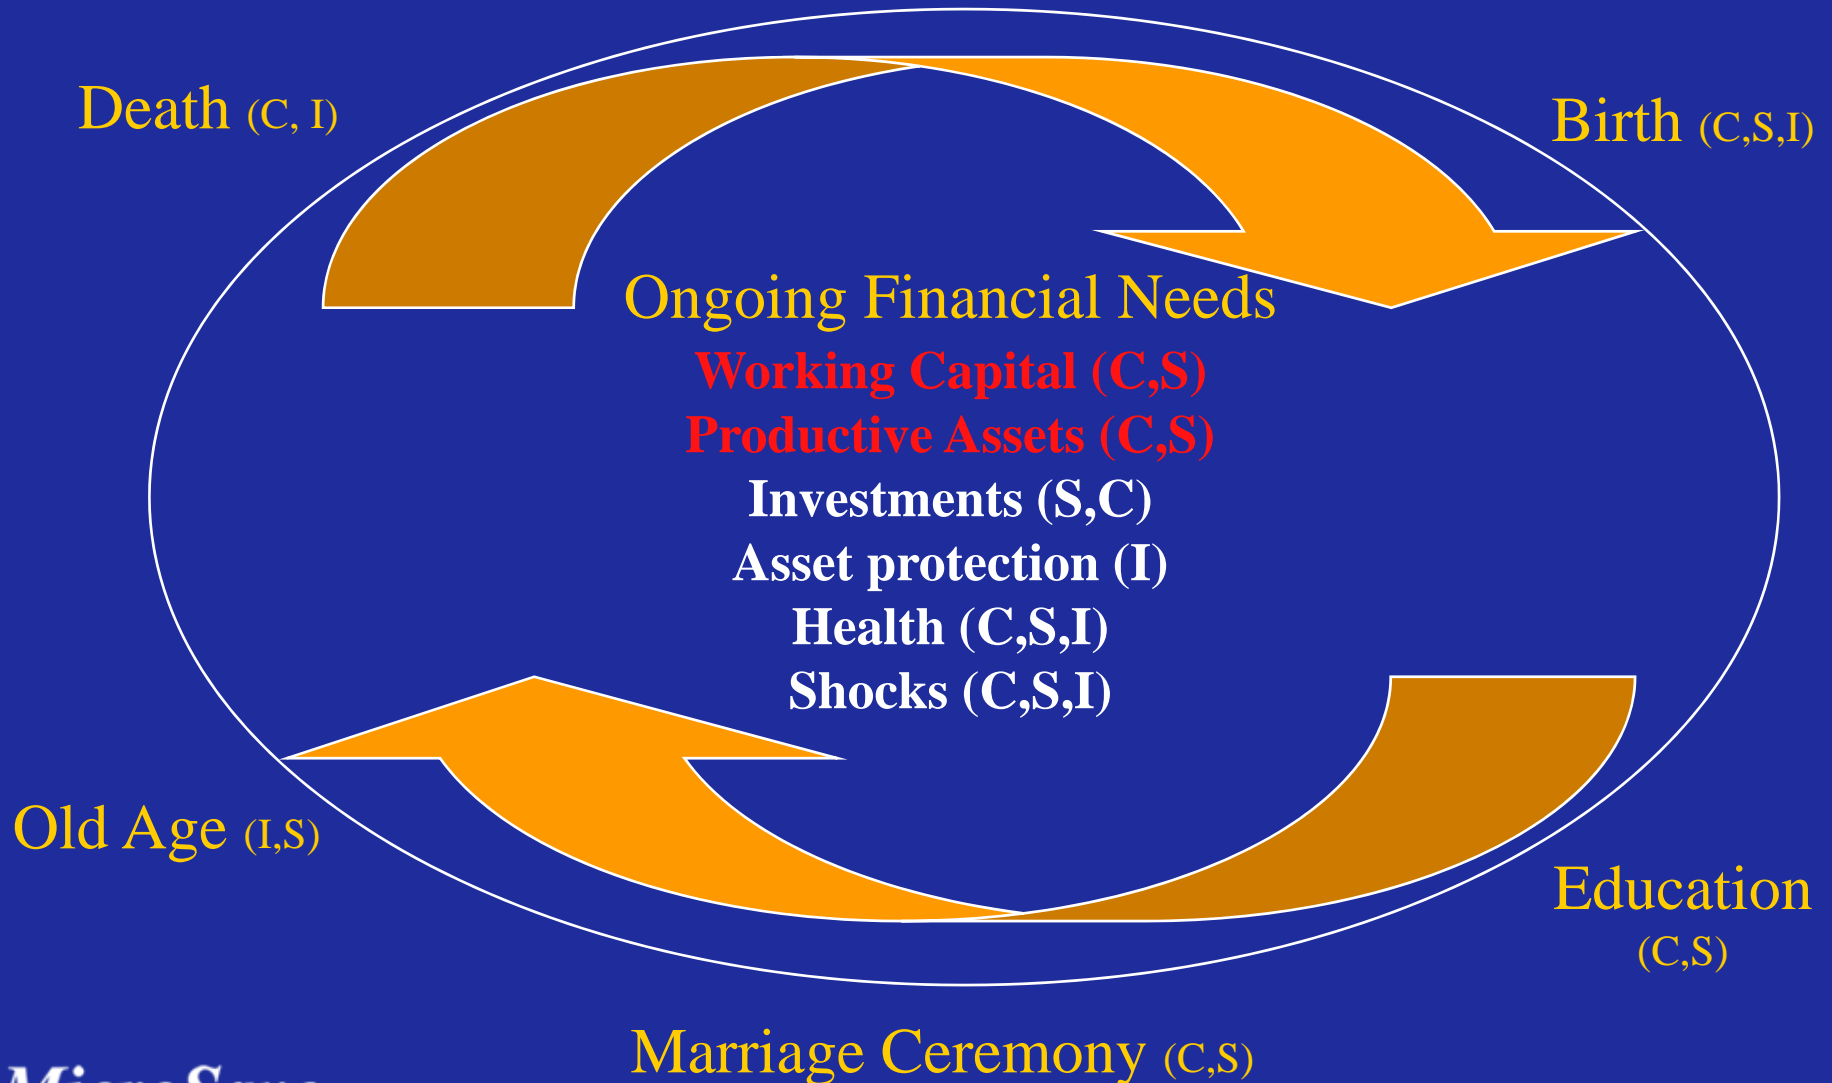 Death (C, I)
Birth (C,S,I)
Ongoing Financial Needs
Working Capital (C,S)
Productive Assets (C,S)
Investments (S,C)
Asset protection (I)
Health (C,S,I)
Shocks (C,S,I)
Old Age (I,S)
Education
(C,S)
Marriage Ceremony (C,S)